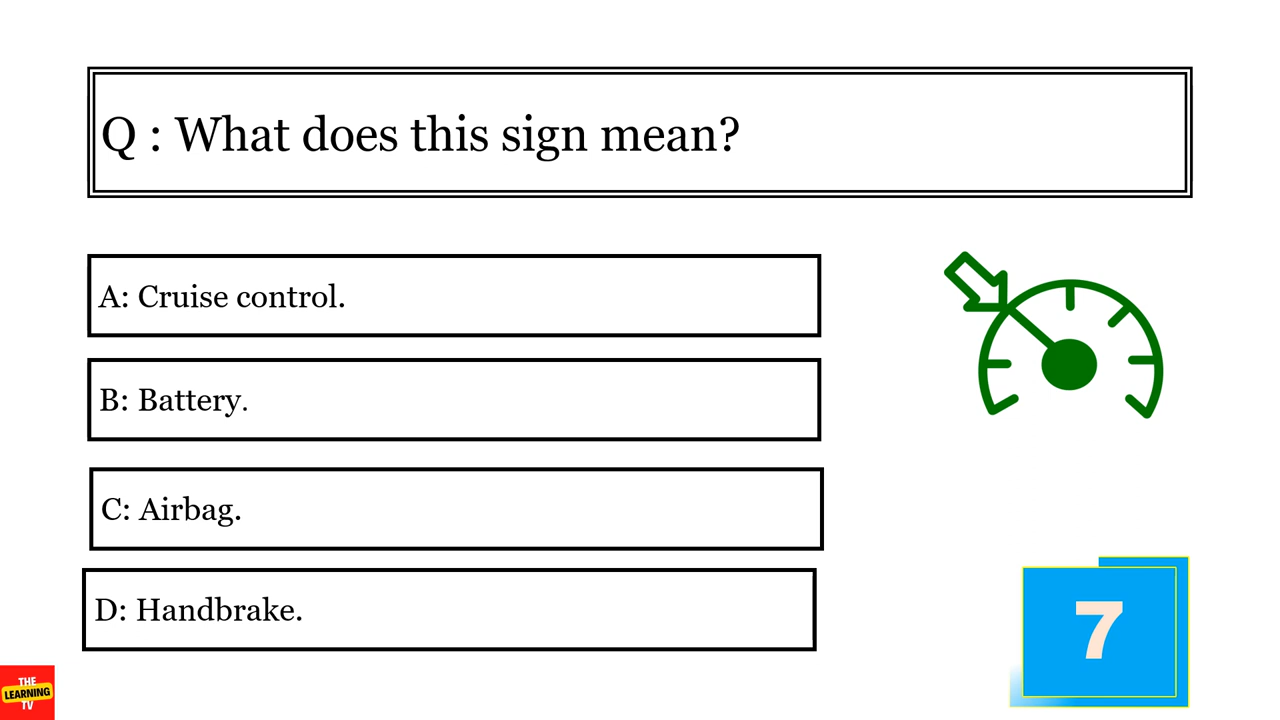 Q : What does this sign mean?
A: Cruise control.
B: Battery.
C: Airbag.
D: Handbrake.
7
THE
LEARNING
TV